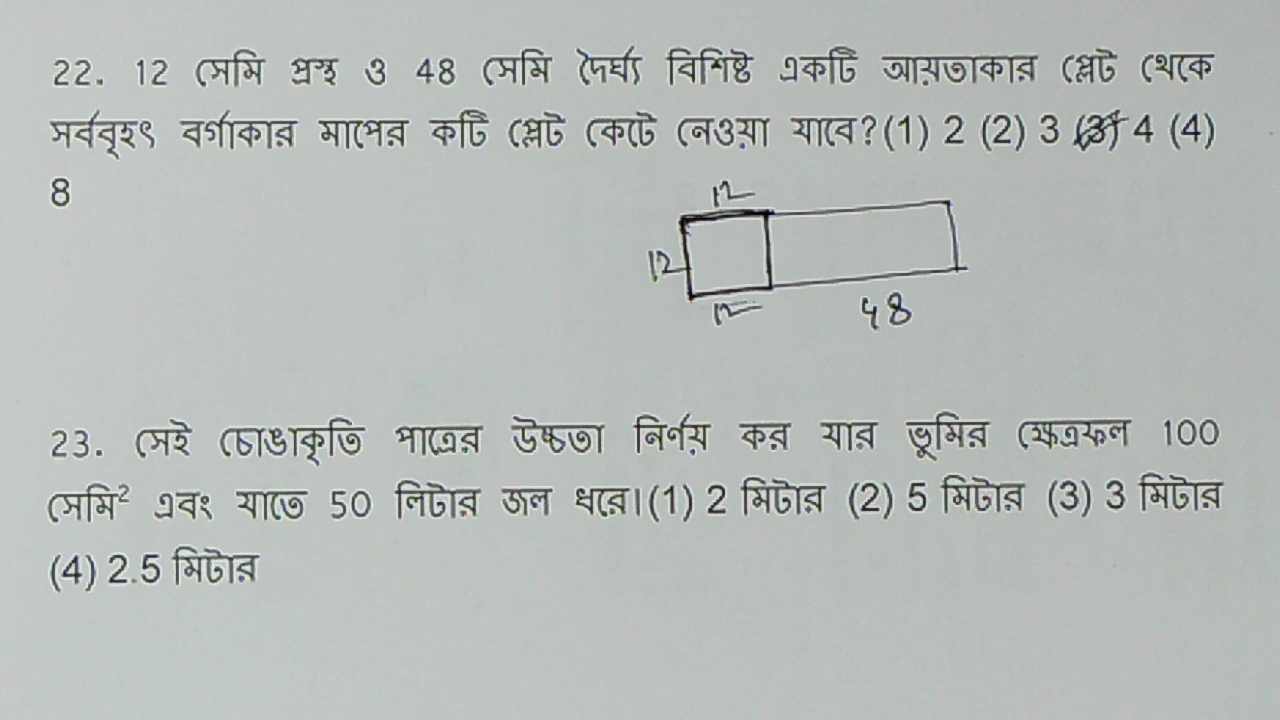 22. 12 সেমি প্রস্থ ও 48 সেমি দৈর্ঘ্য বিশিষ্ট একটি আয়তাকার প্লেট থেকে
সর্ববৃহৎ বর্গাকার মাপের কটি প্লেট কেটে নেওয়া যাবে?(1) 2 (2) 3 (3) 4 (4)
8
12
12
12
48
23. সেই চোঙাকৃতি পাত্রের উচ্চতা নির্ণয় কর যার ভূমির ক্ষেত্রফল 100
সেমি² এবং যাতে 50 লিটার জল ধরে।(1) 2 মিটার (2) 5 মিটার (3) 3 মিটার
(4) 2.5 মিটার